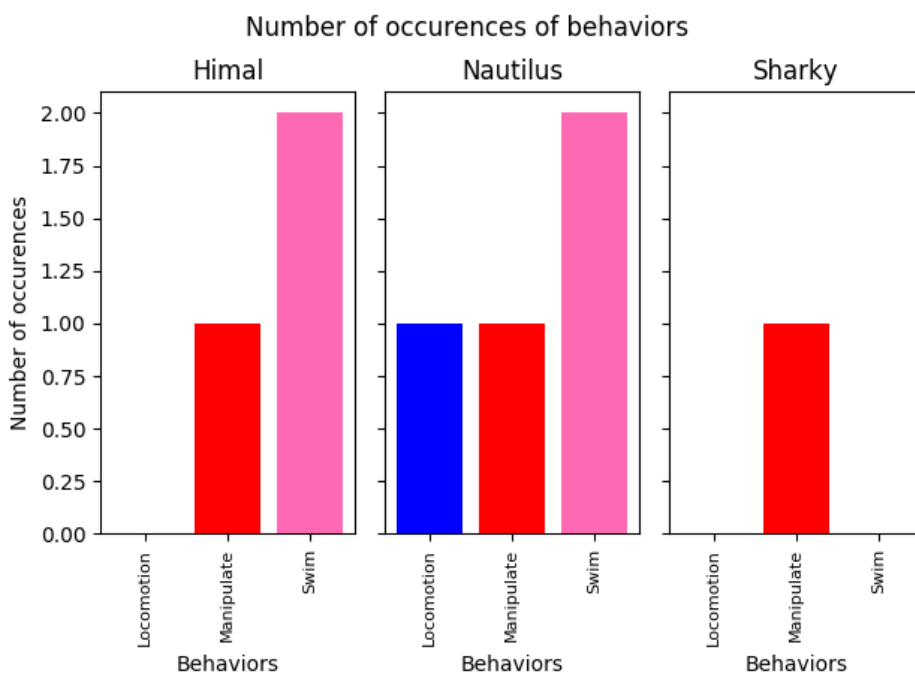 Number of occurences of behaviors
Himal
Nautilus
Sharky
Number of occurences
2.00
1.75
1.50
1.25
1.00
0.75
0.50
0.25
0.00
Locomotion
Manipulate
Swim
Locomotion
Manipulate
Swim
Locomotion
Manipulate
Swim
Behaviors
Behaviors
Behaviors